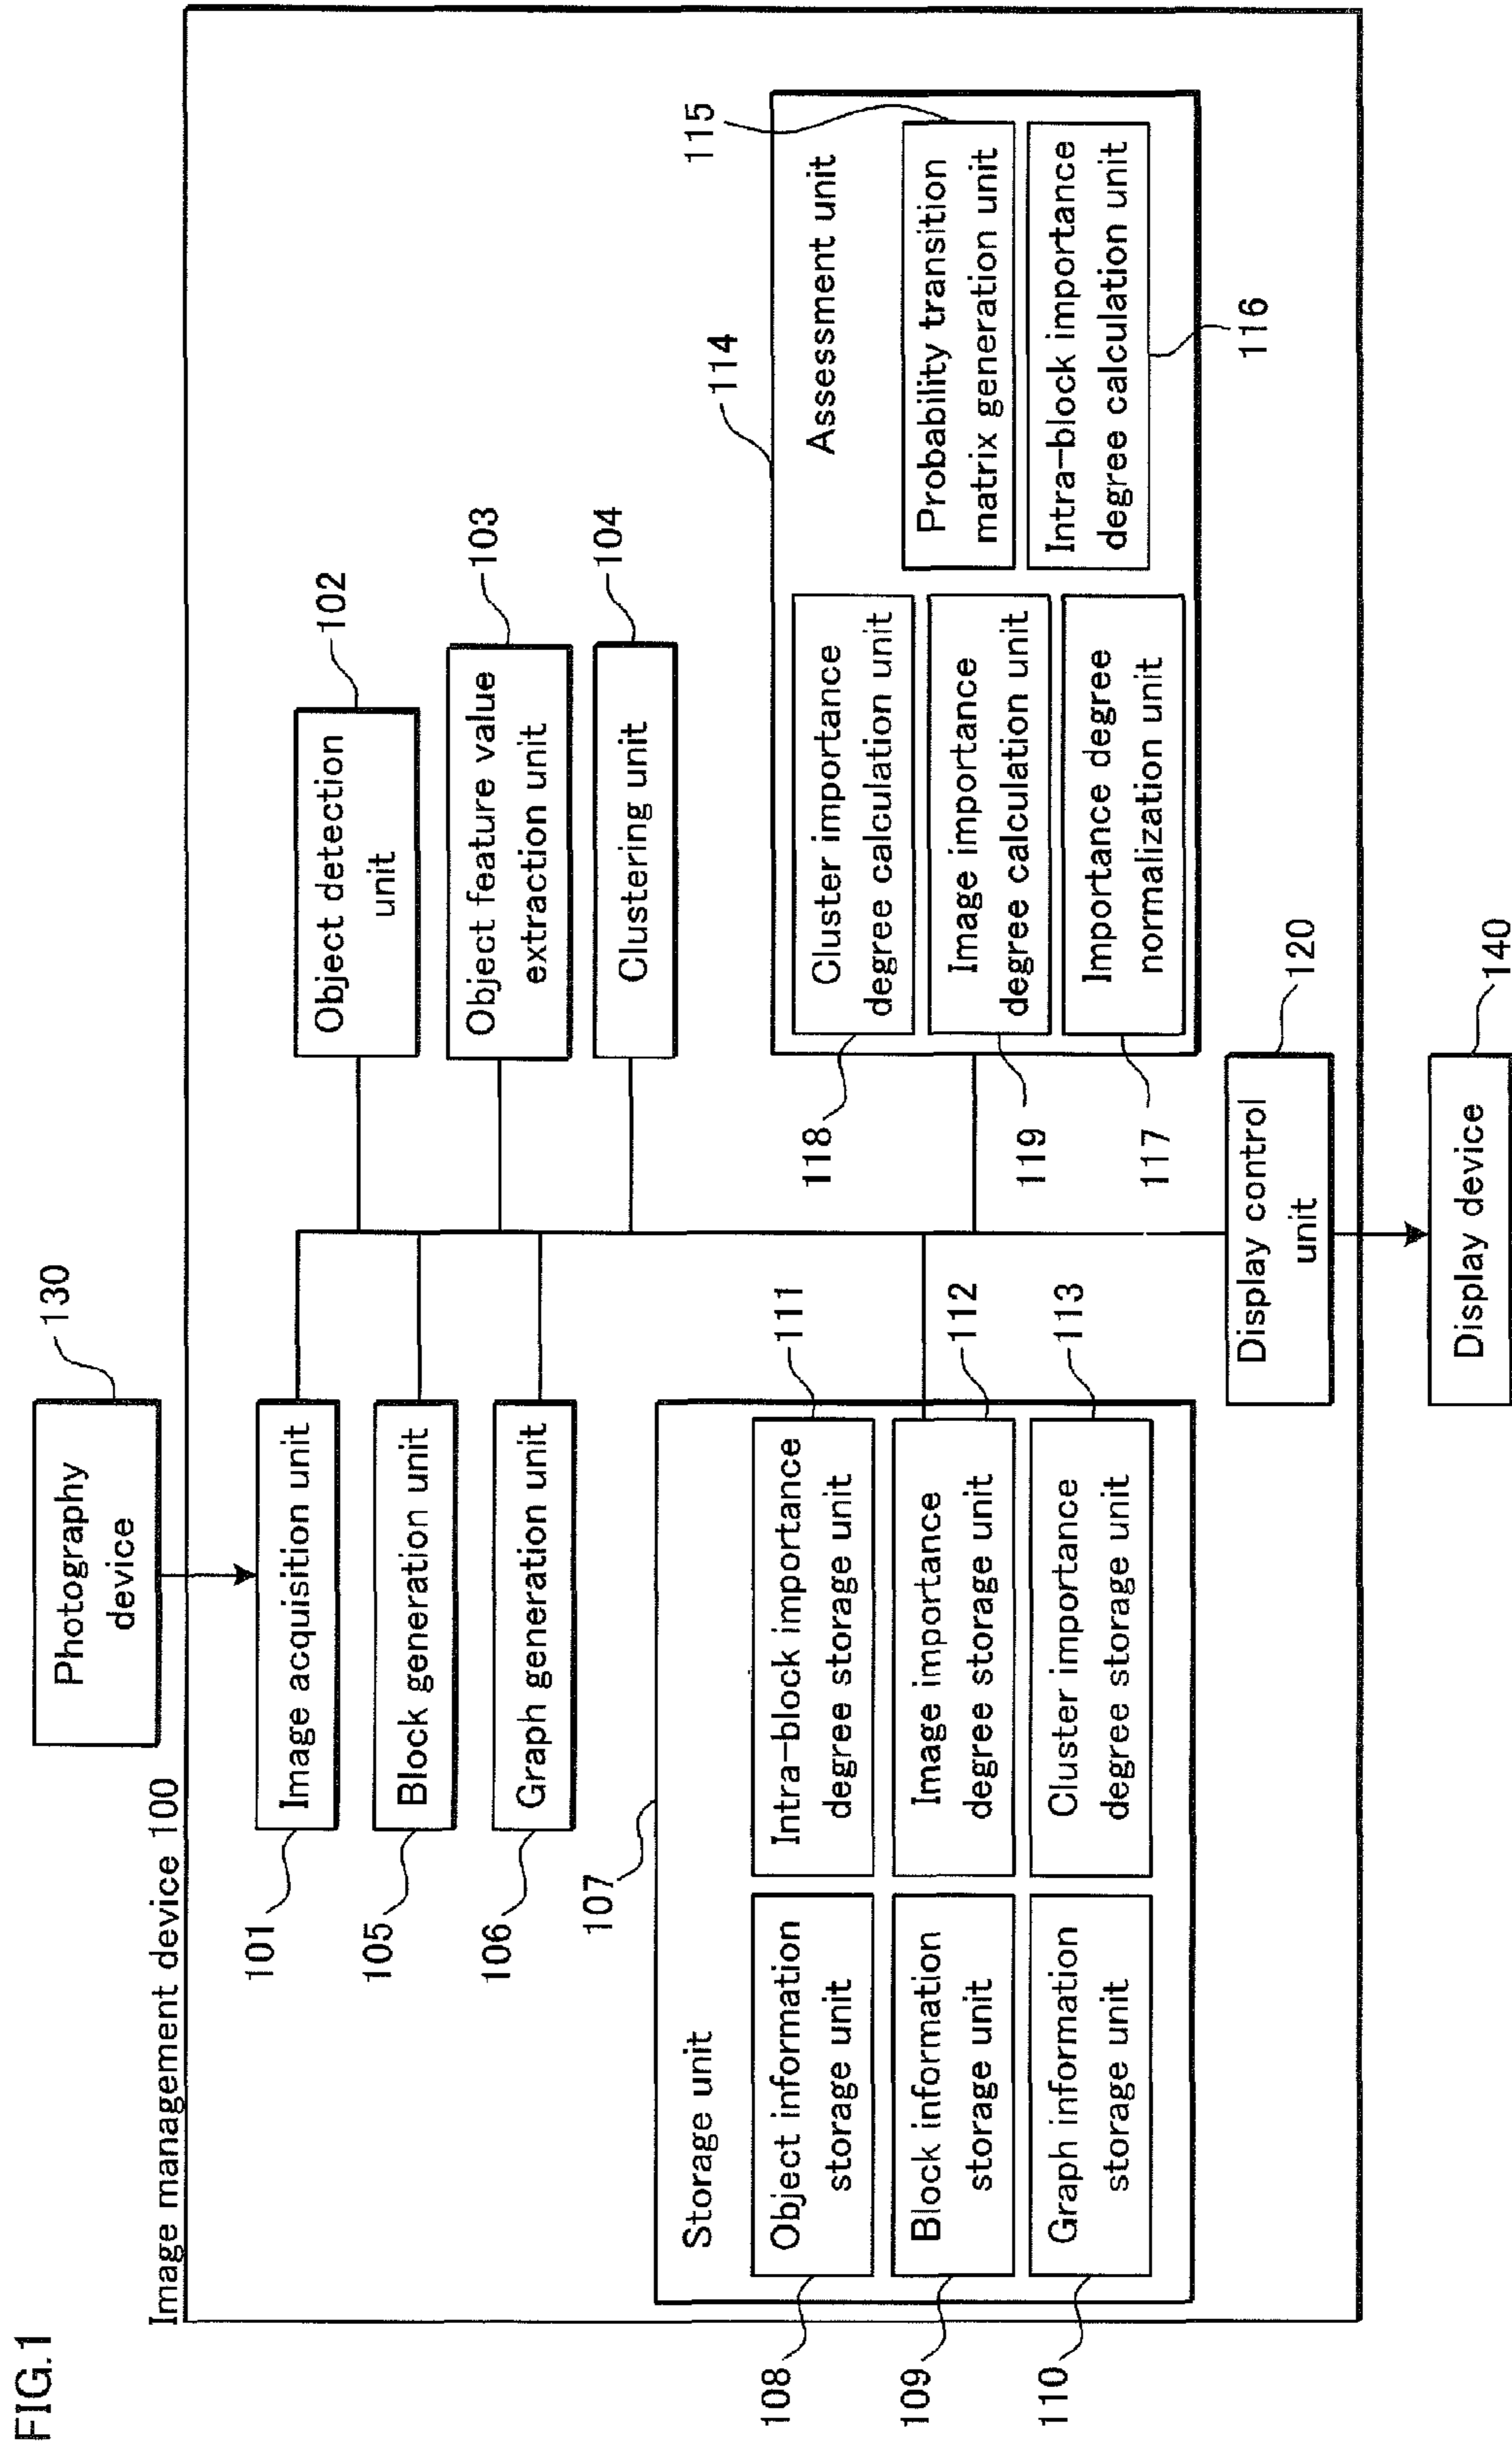 FIG.1
Photography
device
130
Image management device 100
Image acquisition unit
101
Block generation unit
105
Graph generation unit
106
Object detection
unit
102
Object feature value
extraction unit
103
Clustering unit
104
107
Storage unit
Object information
storage unit
108
Block information
storage unit
109
Graph information
storage unit
110
Intra-block importance
degree storage unit
111
Image importance
degree storage unit
112
Cluster importance
degree storage unit
113
114
Assessment unit
Cluster importance
degree calculation unit
118
Image importance
degree calculation unit
119
Importance degree
normalization unit
117
Probability transition
matrix generation unit
115
Intra-block importance
degree calculation unit
116
Display control
unit
120
Display device
140